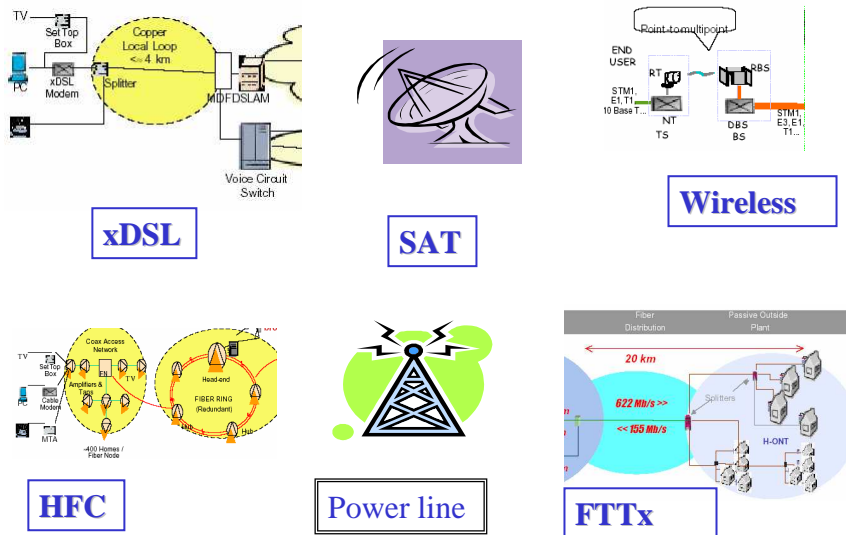 TV
Set Top
Box
PC
xDSL
Modem
Splitter
Copper
Local Loop
<= 4 km
MDFDSLAM
Voice Circuit
Switch
xDSL
SAT
Point-to-multipoint
END
USER
RT
RBS
STM1,
E1, T1
10 Base T...
NT
TS
DBS
BS
STM1,
E3, E1,
T1...
Wireless
Coax Access
Network
TV
Set Top
Box
FN
Amplifiers &
Taps
PC
Cable
Modem
MTA
~400 Homes /
Fiber Node
Head-end
FIBER RING
(Redundant)
Hub
Hub
HFC
Power line
Fiber
Distribution
Passive Outside
Plant
20 km
622 Mb/s >>
<< 155 Mb/s
Splitters
H-ONT
FTTx